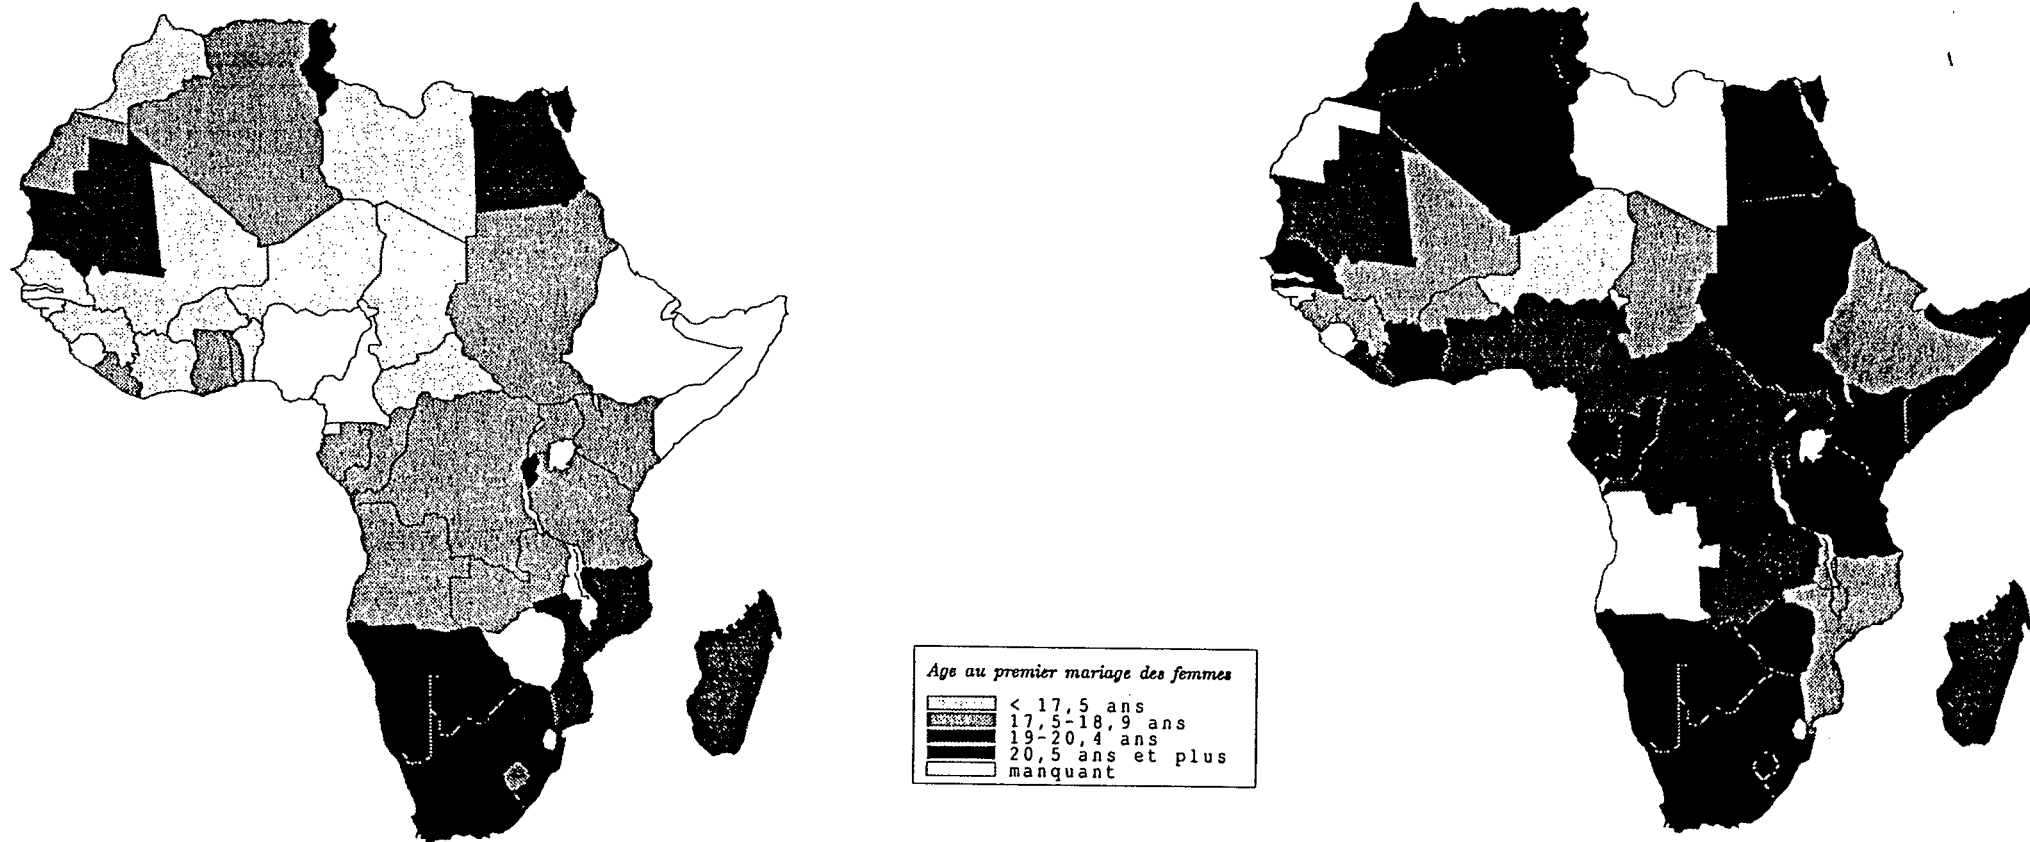 Age au premier mariage des femmes
< 17,5 ans
17,5-18,9 ans
19-20,4 ans
20,5 ans et plus
manquant